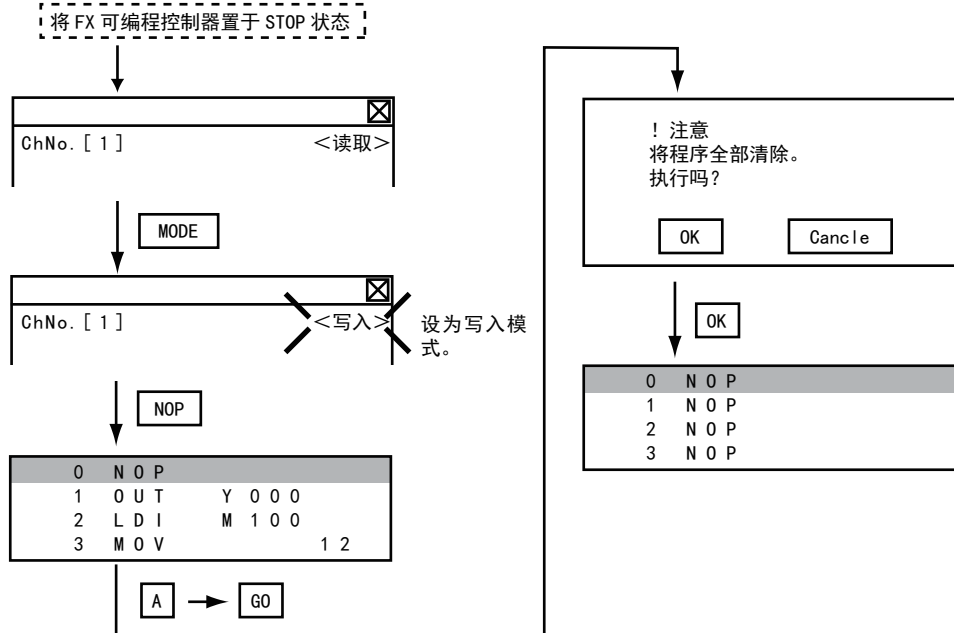 将 FX 可编程控制器置于 STOP 状态
ChNo.[1] <读取>
MODE
ChNo.[1] <写入>
设为写入模
式。
NOP
0 NOP
1 OUT Y 000
2 LDI M 100
3 MOV 12
A GO
! 注意
将程序全部清除。
执行吗?
OK Cancle
OK
0 NOP
1 NOP
2 NOP
3 NOP